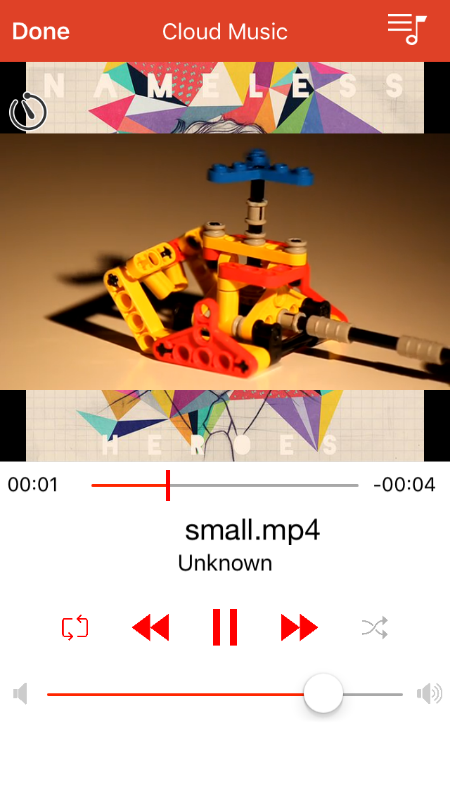 Done Cloud Music
NAMELESS
HEROES
00:01 -00:04
small.mp4
Unknown